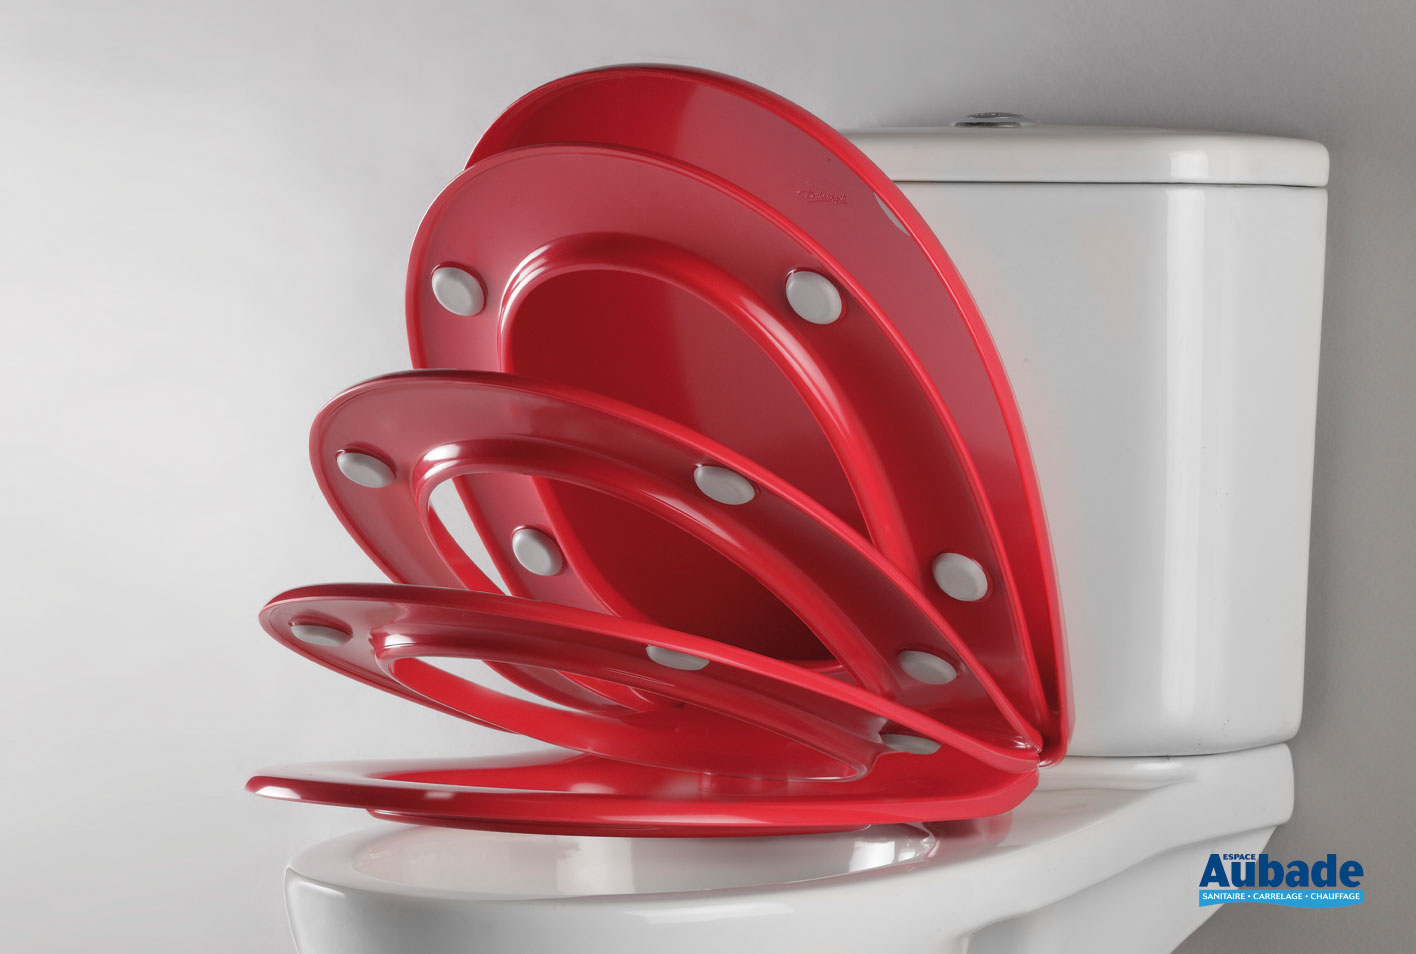 ESPACE
Aubade
SANITAIRE • CARRELAGE • CHAUFFAGE